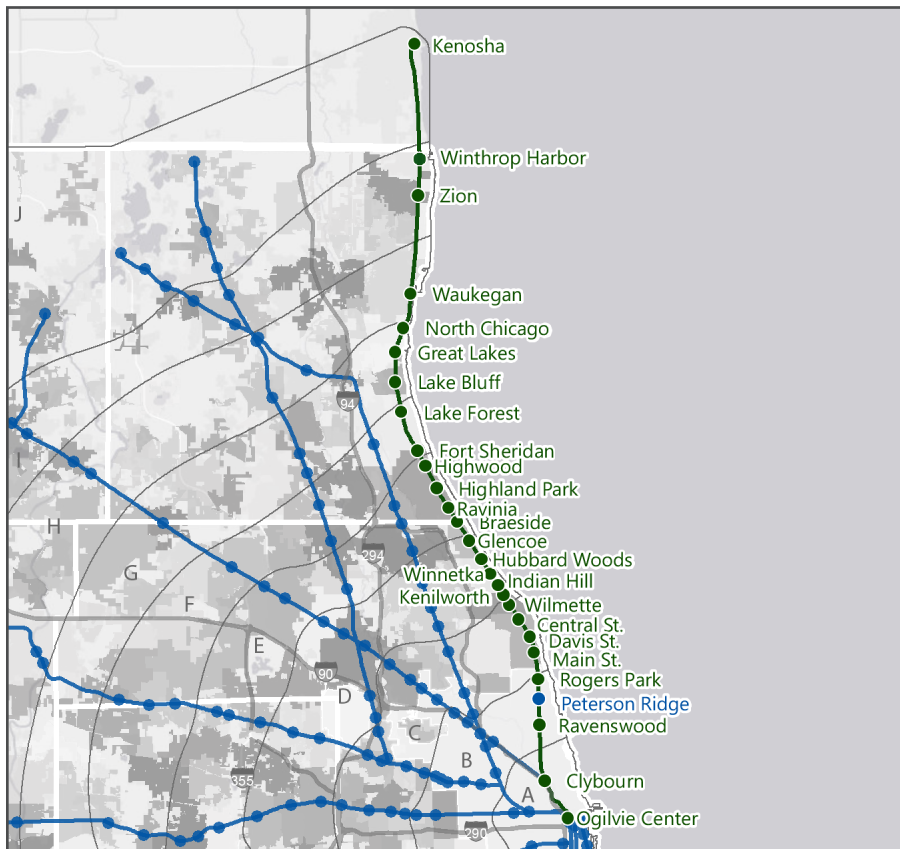 Kenosha
Winthrop Harbor
Zion
J
Waukegan
North Chicago
Great Lakes
Lake Bluff
94
Lake Forest
Fort Sheridan
I
Highwood
Highland Park
Ravinia
H
Braeside
Glencoe
294
Hubbard Woods
G
Winnetka
Indian Hill
Kenilworth
F
Wilmette
Central St.
E
Davis St.
Main St.
90
Rogers Park
D
Peterson Ridge
C
Ravenswood
B
355
Clybourn
A
Ogilvie Center
290